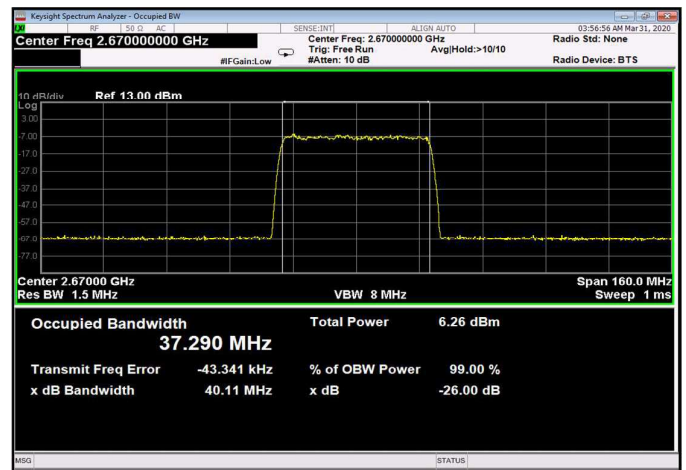 Keysight Spectrum Analyzer - Occupied BW
RF 50 Ω AC SENSE:INT ALIGN AUTO 03:56:56 AM Mar 31, 2020
Center Freq 2.670000000 GHz Center Freq: 2.670000000 GHz Radio Std: None
Trig: Free Run Avg|Hold:>10/10
#IFGain:Low #Atten: 10 dB Radio Device: BTS
10 dB/div Ref 13.00 dBm
Log
3.00
-7.00
-17.0
-27.0
-37.0
-47.0
-57.0
-67.0
-77.0
Center 2.67000 GHz Span 160.0 MHz
Res BW 1.5 MHz VBW 8 MHz Sweep 1 ms
Occupied Bandwidth Total Power 6.26 dBm
37.290 MHz
Transmit Freq Error -43.341 kHz % of OBW Power 99.00 %
x dB Bandwidth 40.11 MHz x dB -26.00 dB
MSG STATUS